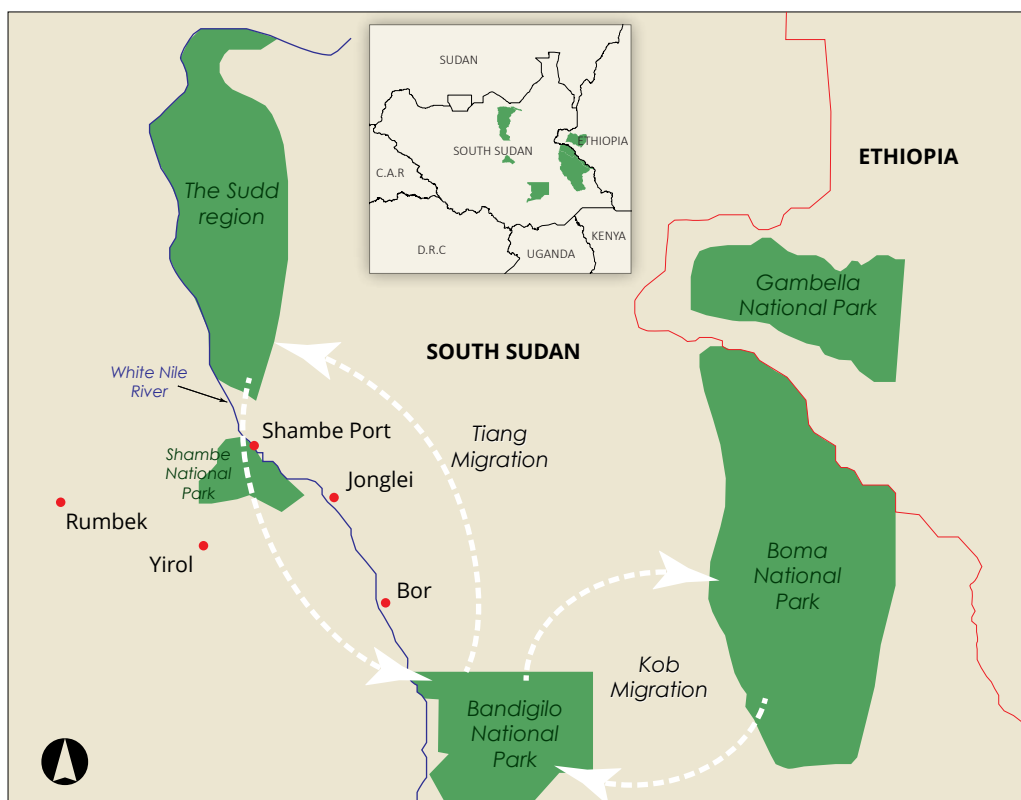 SUDAN
SOUTH SUDAN
ETHIOPIA
C.A.R
D.R.C
UGANDA
KENYA
ETHIOPIA
The Sudd
region
Gambella
National Park
SOUTH SUDAN
White Nile
River
Shambe Port
Tiang
Migration
Shambe
National
Park
Jonglei
Rumbek
Yirol
Boma
National
Park
Bor
Kob
Migration
Bandigilo
National
Park